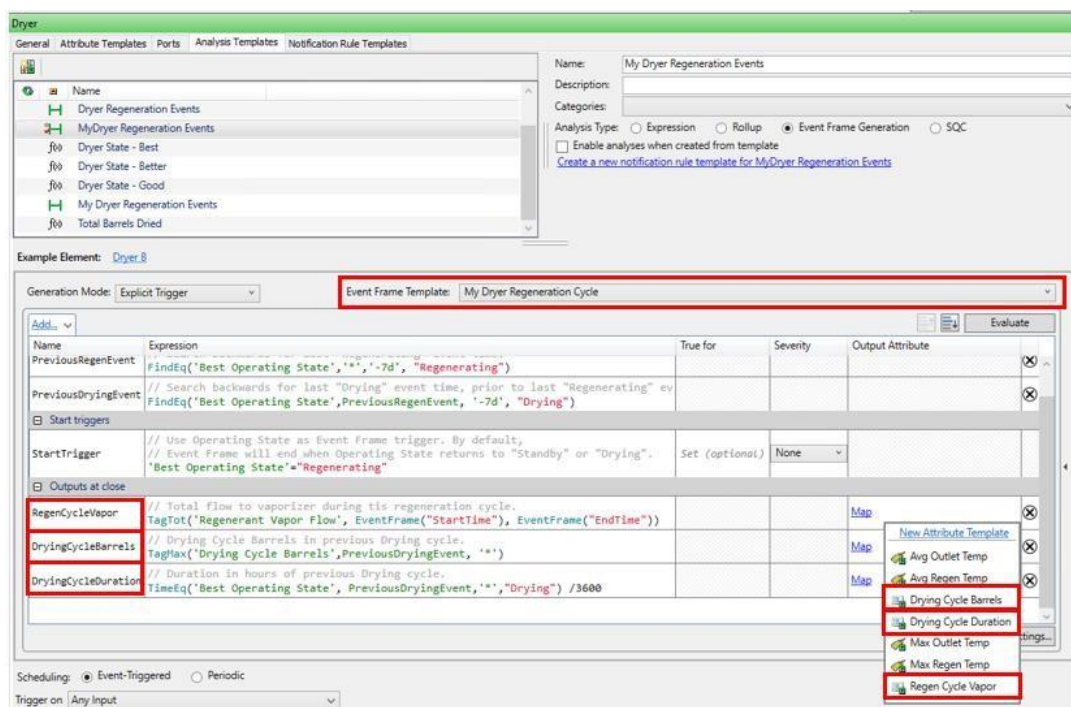 Dryer
General Attribute Templates Ports Analysis Templates Notification Rule Templates
Name
Dryer Regeneration Events
MyDryer Regeneration Events
f(x) Dryer State - Best
f(x) Dryer State - Better
f(x) Dryer State - Good
My Dryer Regeneration Events
f(x) Total Barrels Dried
Name: My Dryer Regeneration Events
Description:
Categories:
Analysis Type: Expression Rollup Event Frame Generation SQC
Enable analyses when created from template
Create a new notification rule template for MyDryer Regeneration Events
Example Element: Dryer B
Generation Mode: Explicit Trigger Event Frame Template: My Dryer Regeneration Cycle
Add... Evaluate
Name Expression True for Severity Output Attribute
PreviousRegenEvent
FindEq('Best Operating State','*','-7d', "Regenerating")
PreviousDryingEvent
// Search backwards for last "Drying" event time, prior to last "Regenerating" ev
FindEq('Best Operating State',PreviousRegenEvent, '-7d', "Drying")
Start triggers
StartTrigger
// Use Operating State as Event Frame trigger. By default,
// Event Frame will end when Operating State returns to "Standby" or "Drying".
'Best Operating State'="Regenerating"
Set (optional) None
Outputs at close
RegenCycleVapor
// Total flow to vaporizer during tis regeneration cycle.
TagTot('Regenerant Vapor Flow', EventFrame("StartTime"), EventFrame("EndTime"))
Map
DryingCycleBarrels
// Drying Cycle Barrels in previous Drying cycle.
TagMax('Drying Cycle Barrels',PreviousDryingEvent, '*')
Map
DryingCycleDuration
// Duration in hours of previous Drying cycle.
TimeEq('Best Operating State', PreviousDryingEvent,'*',"Drying") /3600
Map
New Attribute Template
Avg Outlet Temp
Avg Regen Temp
Drying Cycle Barrels
Drying Cycle Duration
Max Outlet Temp
Max Regen Temp
Regen Cycle Vapor
ttings...
Scheduling: Event-Triggered Periodic
Trigger on Any Input